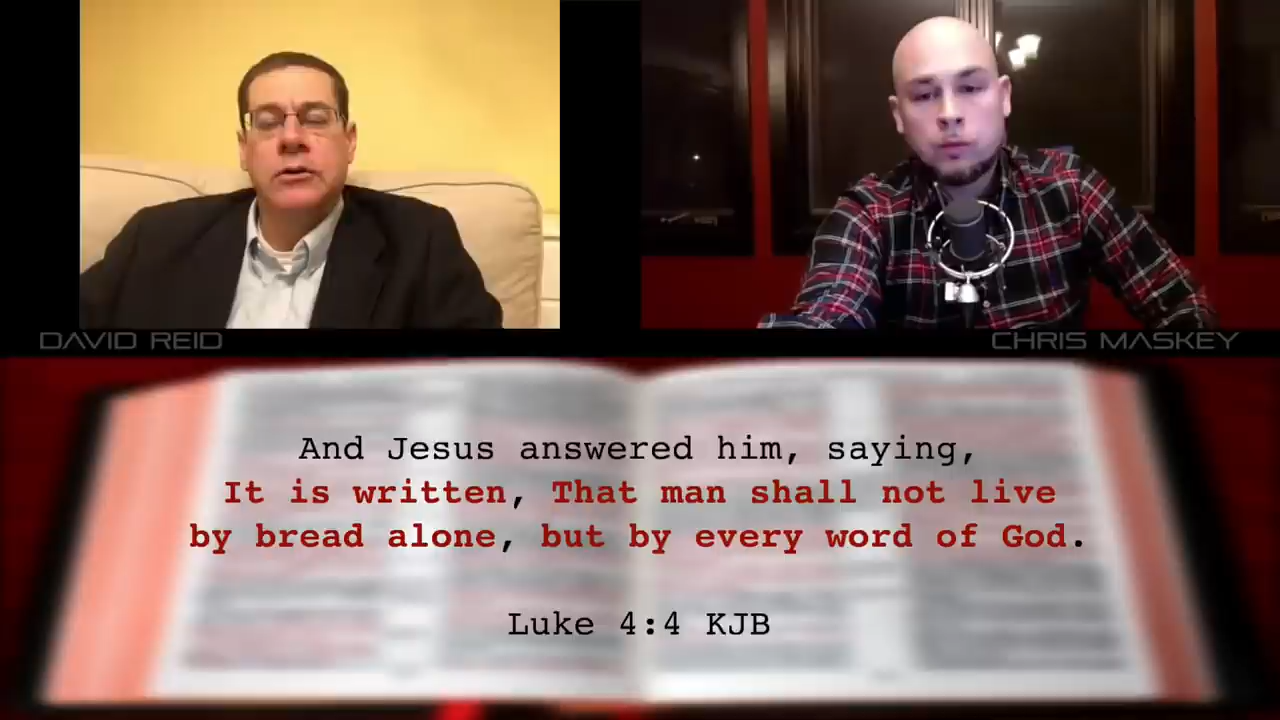 DAVID REID
CHRIS MASKEY
And Jesus answered him, saying,
It is written, That man shall not live
by bread alone, but by every word of God.
Luke 4:4 KJB